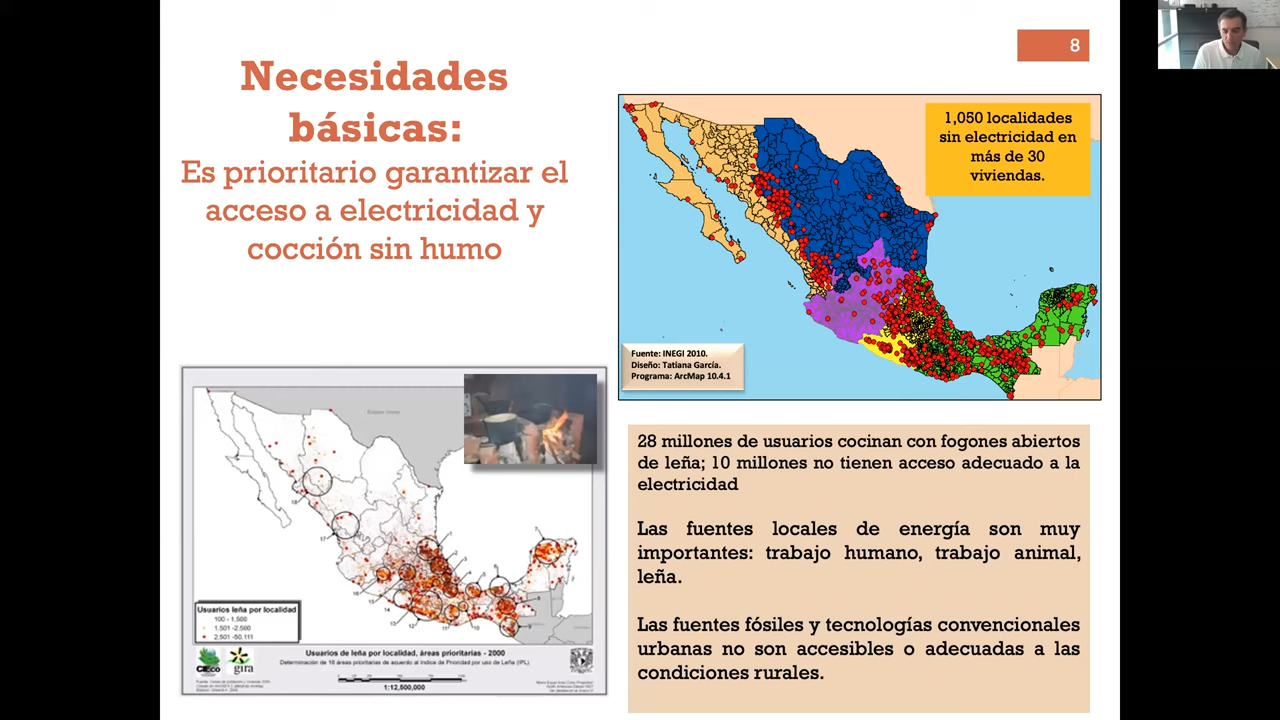 8
Necesidades
básicas:
Es prioritario garantizar el
acceso a electricidad y
cocción sin humo
1,050 localidades
sin electricidad en
más de 30
viviendas.
Fuente: INEGI 2010.
Diseño: Tatiana García.
Programa: ArcMap 10.4.1
28 millones de usuarios cocinan con fogones abiertos
de leña; 10 millones no tienen acceso adecuado a la
electricidad
Las fuentes locales de energía son muy
importantes: trabajo humano, trabajo animal,
leña.
Las fuentes fósiles y tecnologías convencionales
urbanas no son accesibles o adecuadas a las
condiciones rurales.
Usuarios leña por localidad
100 - 1,500
1,501 - 2,500
2,501 - 50,111
CIEco
gira
Usuarios de leña por localidad, áreas prioritarias - 2000
Determinación de 18 áreas prioritarias de acuerdo al Indice de Prioridad por uso de Leña (IPL)
1:12,500,000